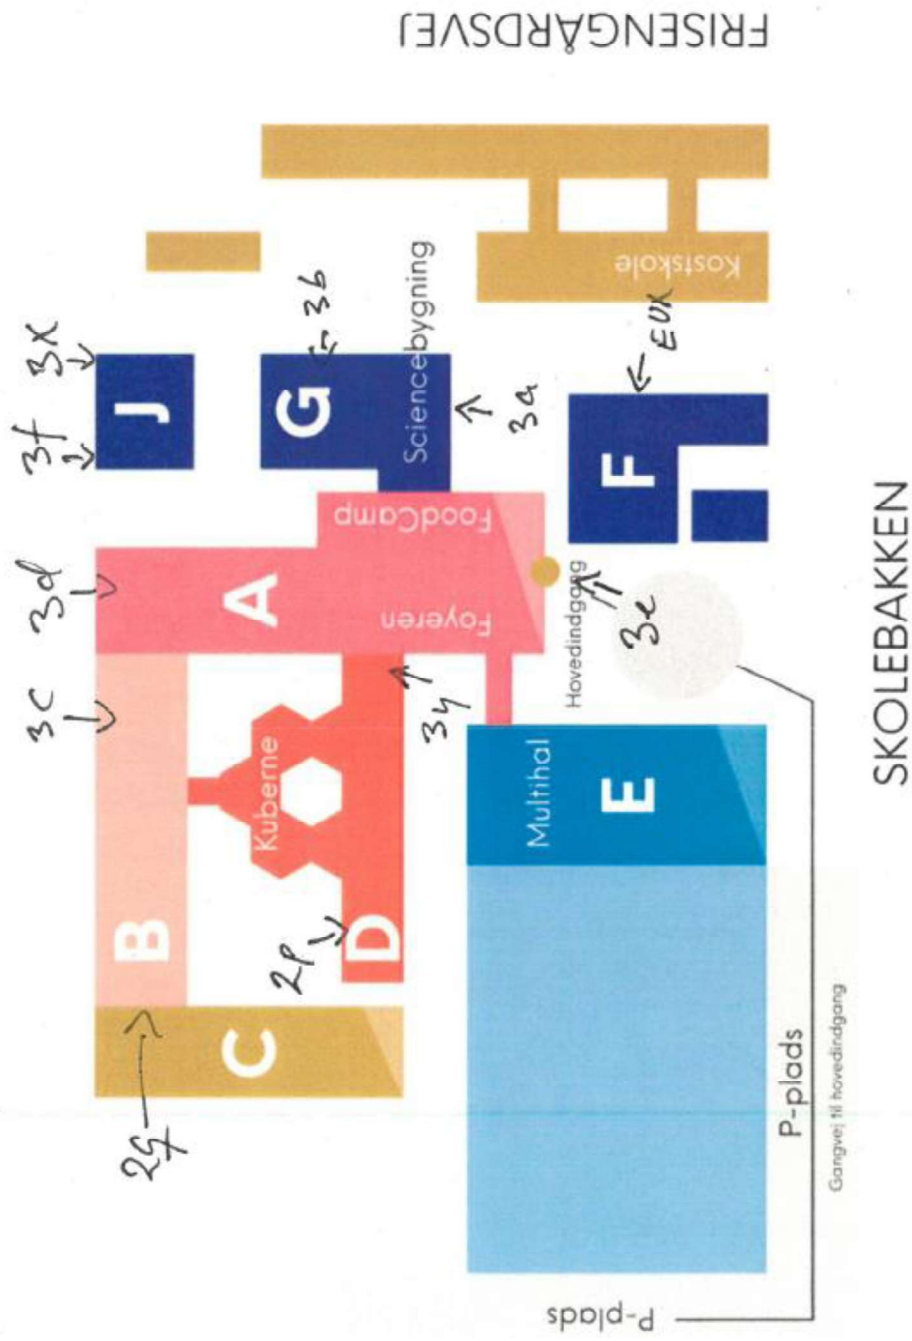 FRISENGÅRDSVEJ
3f
3x
J
G
3b
Sciencebygning
3a
Kostskole
EUX
F
3d
A
FoodCamp
Foyeren
Hovedindgang
3e
3c
Kuberne
3y
B
2p
D
Multihal
E
C
2q
P-plads
Gangvej til hovedindgang
P-plads
SKOLEBAKKEN